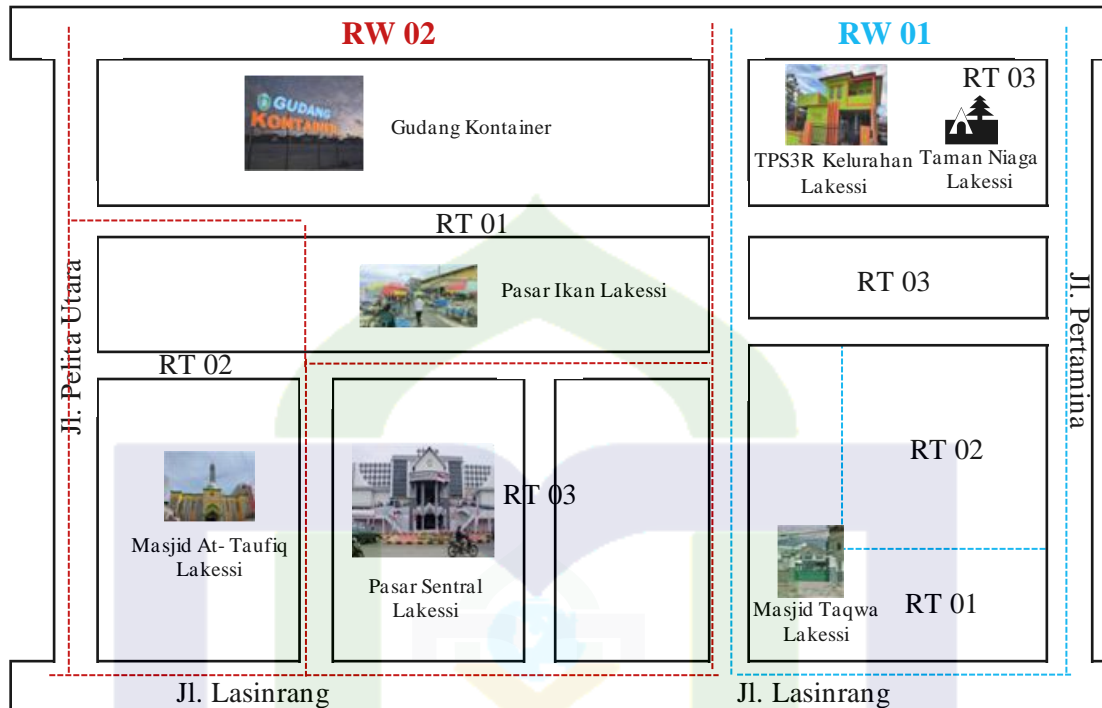 RW 02
RW 01
GUDANG
KONTAINER
Gudang Kontainer
RT 03
TPS3R Kelurahan
Lakessi
Taman Niaga
Lakessi
RT 01
Pasar Ikan Lakessi
RT 03
Jl. Pelita Utara
Jl. Pertamina
RT 02
RT 02
RT 03
Masjid At- Taufiq
Lakessi
Pasar Sentral
Lakessi
RT 01
Masjid Taqwa
Lakessi
Jl. Lasinrang
Jl. Lasinrang